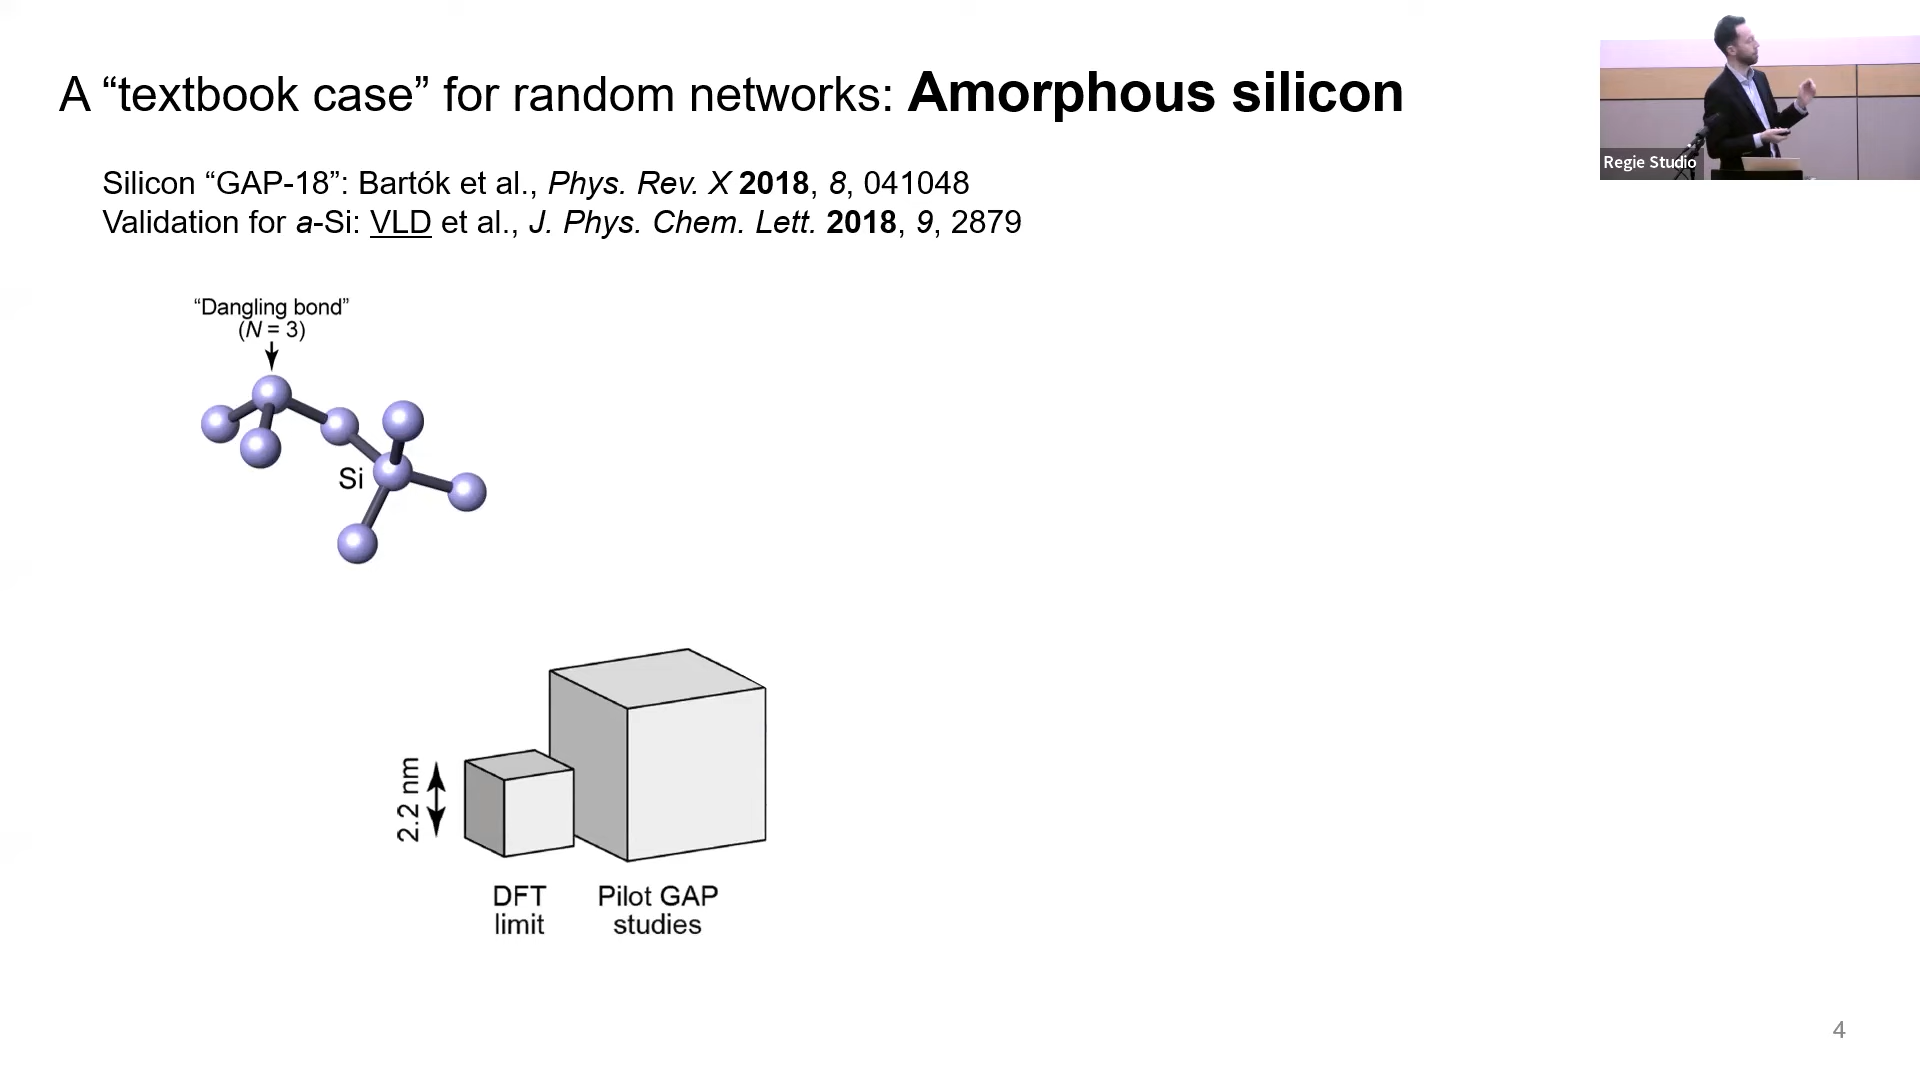 A “textbook case” for random networks: Amorphous silicon
Regie Studio
Silicon “GAP-18”: Bartók et al., Phys. Rev. X 2018, 8, 041048
Validation for a-Si: VLD et al., J. Phys. Chem. Lett. 2018, 9, 2879
“Dangling bond”
(N = 3)
Si
2.2 nm
DFT
limit
Pilot GAP
studies
4